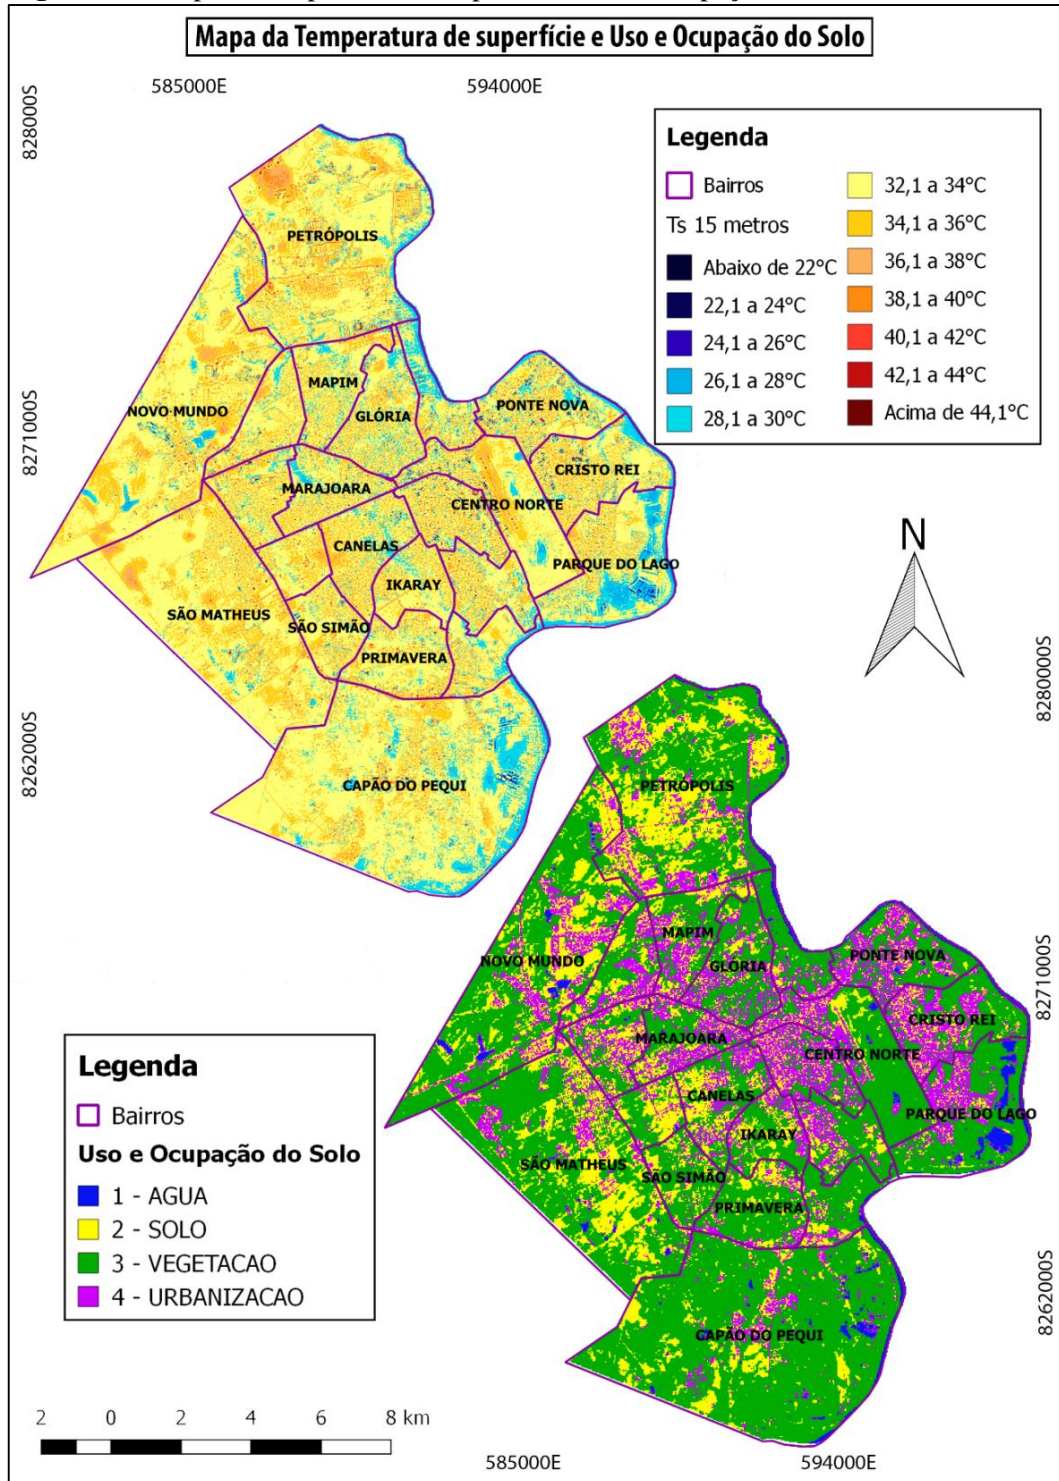 Mapa da Temperatura de superfície e Uso e Ocupação do Solo
585000E
594000E
828000S
8271000S
8262000S
Legenda
Bairros
Ts 15 metros
Abaixo de 22°C
22,1 a 24°C
24,1 a 26°C
26,1 a 28°C
28,1 a 30°C
32,1 a 34°C
34,1 a 36°C
36,1 a 38°C
38,1 a 40°C
40,1 a 42°C
42,1 a 44°C
Acima de 44,1°C
PETRÓPOLIS
MAPIM
NOVO MUNDO
GLÓRIA
PONTE NOVA
CRISTO REI
MARAJOARA
CENTRO NORTE
CANELAS
PARQUE DO LAGO
IKARAY
SÃO MATHEUS
SÃO SIMÃO
PRIMAVERA
CAPÃO DO PEQUI
N
8280000S
8271000S
8262000S
PETRÓPOLIS
MAPIM
NOVO MUNDO
GLÓRIA
PONTE NOVA
CRISTO REI
MARAJOARA
CENTRO NORTE
CANELAS
PARQUE DO LAGO
IKARAY
SÃO MATHEUS
SÃO SIMÃO
PRIMAVERA
CAPÃO DO PEQUI
Legenda
Bairros
Uso e Ocupação do Solo
1 - AGUA
2 - SOLO
3 - VEGETACAO
4 - URBANIZACAO
2 0 2 4 6 8 km
585000E
594000E